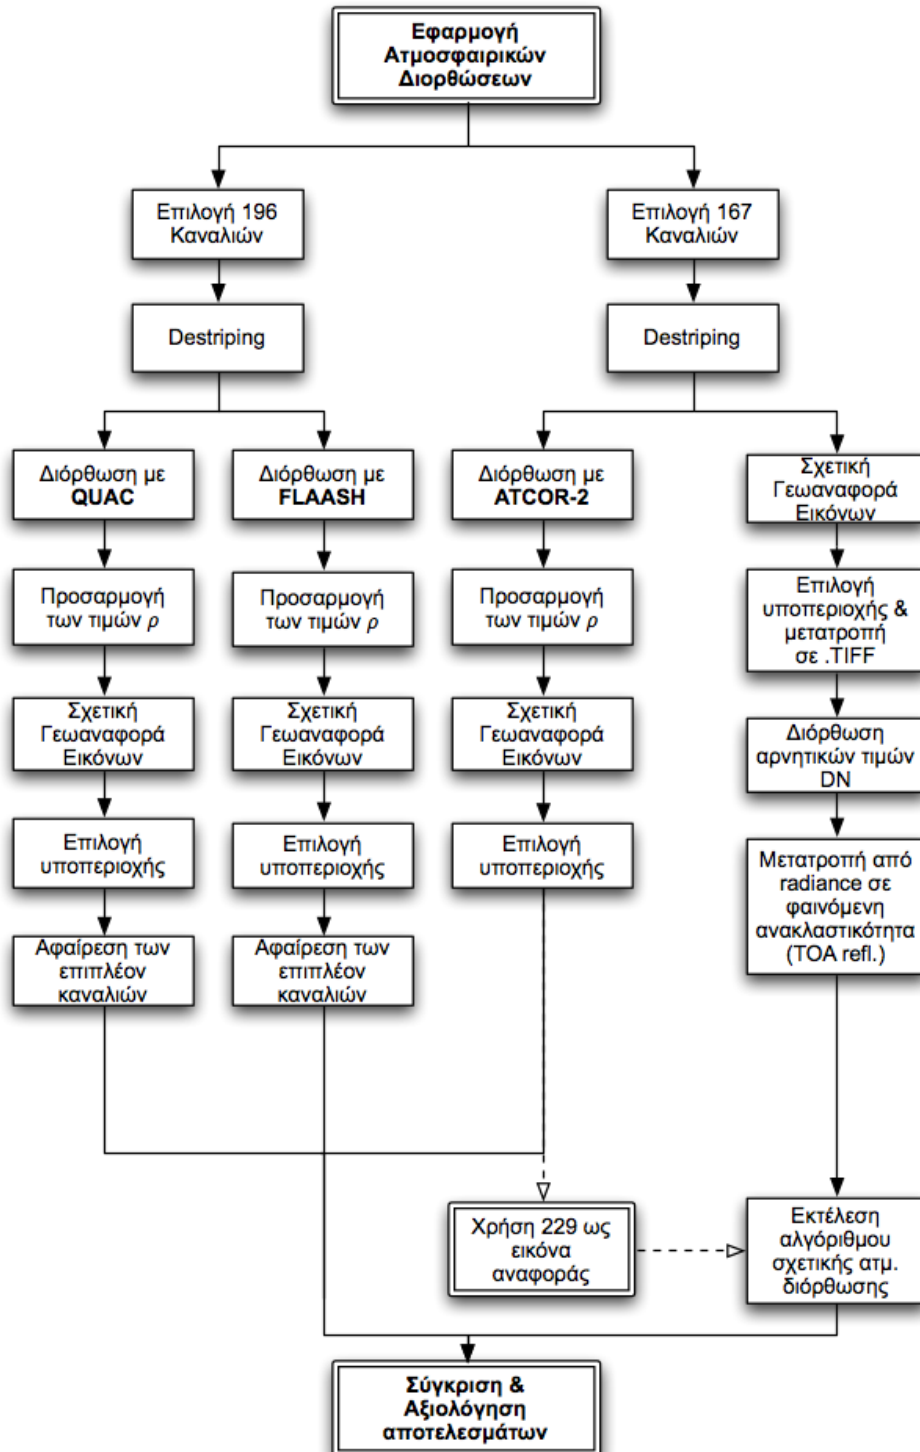 Εφαρμογή
Ατμοσφαιρικών
Διορθώσεων
Επιλογή 196
Καναλιών
Επιλογή 167
Καναλιών
Destriping
Destriping
Διόρθωση με
QUAC
Διόρθωση με
FLAASH
Διόρθωση με
ATCOR-2
Σχετική
Γεωαναφορά
Εικόνων
Προσαρμογή
των τιμών ρ
Προσαρμογή
των τιμών ρ
Προσαρμογή
των τιμών ρ
Επιλογή
υποπεριοχής &
μετατροπή
σε .TIFF
Σχετική
Γεωαναφορά
Εικόνων
Σχετική
Γεωαναφορά
Εικόνων
Σχετική
Γεωαναφορά
Εικόνων
Διόρθωση
αρνητικών τιμών
DN
Επιλογή
υποπεριοχής
Επιλογή
υποπεριοχής
Επιλογή
υποπεριοχής
Μετατροπή από
radiance σε
φαινόμενη
ανακλαστικότητα
(TOA refl.)
Αφαίρεση των
επιπλέον
καναλιών
Αφαίρεση των
επιπλέον
καναλιών
Χρήση 229 ως
εικόνα
αναφοράς
Εκτέλεση
αλγόριθμου
σχετικής ατμ.
διόρθωσης
Σύγκριση &
Αξιολόγηση
αποτελεσμάτων